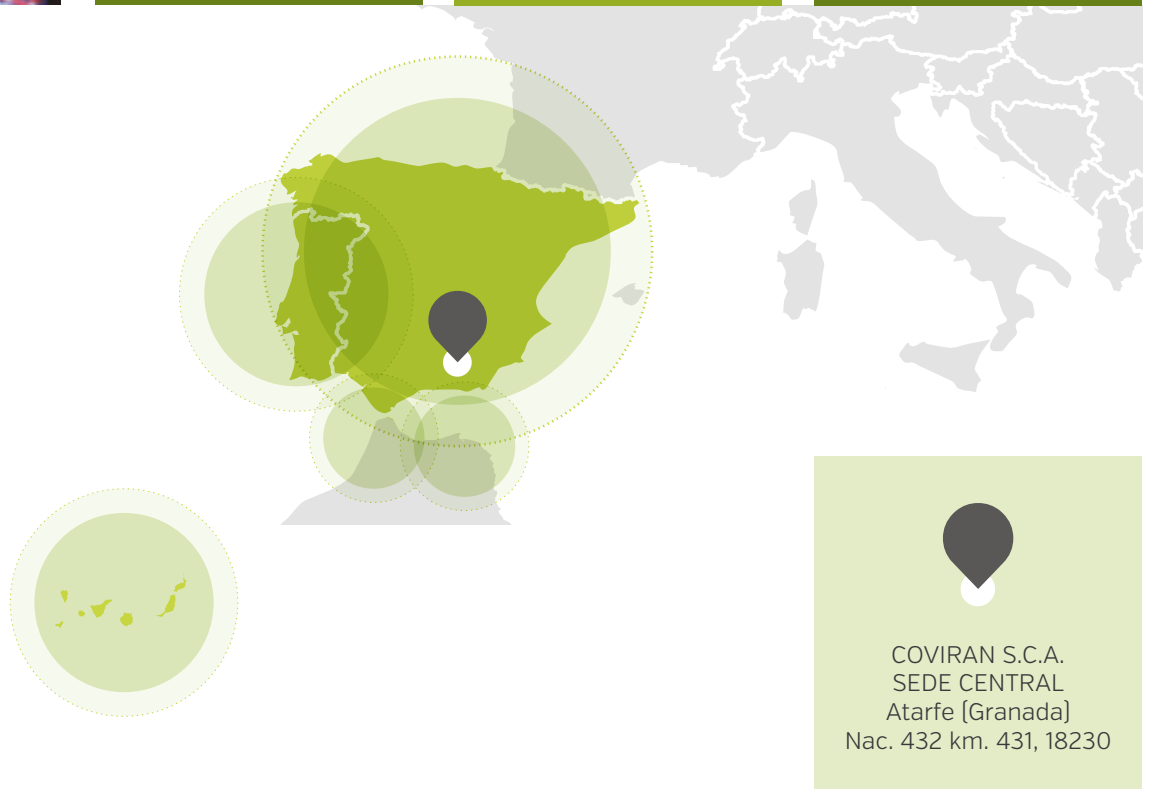 COVIRAN S.C.A.
SEDE CENTRAL
Atarfe (Granada)
Nac. 432 km. 431, 18230